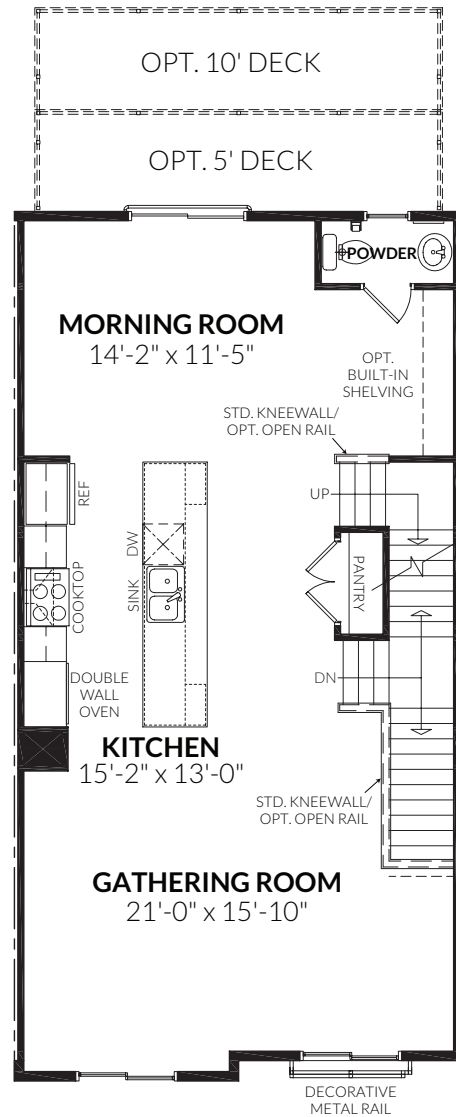 OPT. 10' DECK
OPT. 5' DECK
POWDER
MORNING ROOM
14'-2" x 11'-5"
OPT.
BUILT-IN
SHELVING
STD. KNEEWALL/
OPT. OPEN RAIL
REF
UP
DW
PANTRY
COOKTOP
SINK
DN
DOUBLE
WALL
OVEN
KITCHEN
15'-2" x 13'-0"
STD. KNEEWALL/
OPT. OPEN RAIL
GATHERING ROOM
21'-0" x 15'-10"
DECORATIVE
METAL RAIL